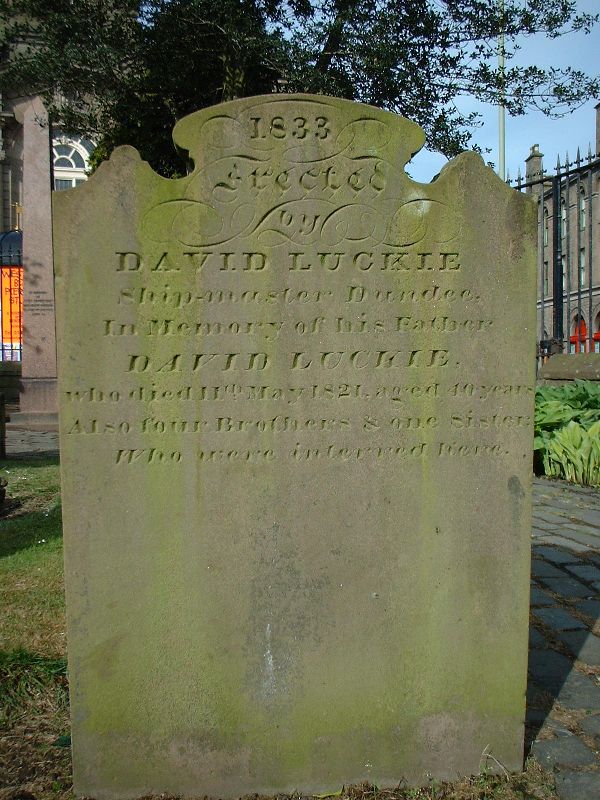 1833
Erected
by
DAVID LUCKIE
Ship-master Dundee,
In Memory of his Father
DAVID LUCKIE.
who died 11th May 1821, aged 40 years
Also four Brothers & one Sister
Who were interred here.